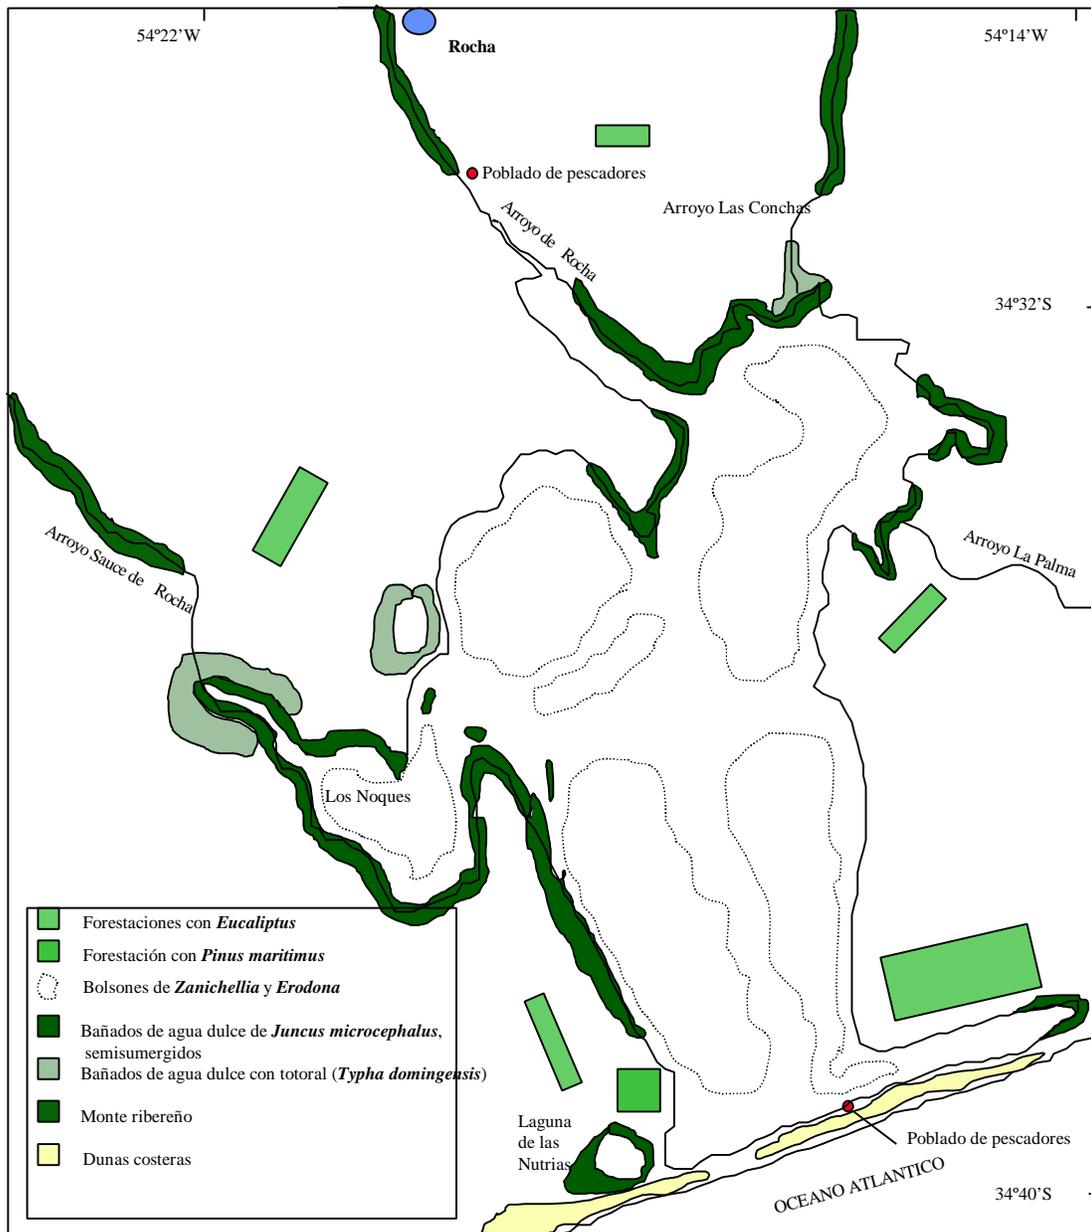 54º22'W
54º14'W
Rocha
Poblado de pescadores
Arroyo Las Conchas
Arroyo de Rocha
34º32'S
Arroyo Sauce de Rocha
Arroyo La Palma
Los Noques
Forestaciones con Eucaliptus
Forestación con Pinus maritimus
Bolsones de Zanichellia y Erodona
Bañados de agua dulce de Juncus microcephalus,
semisumergidos
Bañados de agua dulce con totoral (Typha domingensis)
Monte ribereño
Dunas costeras
Laguna
de las
Nutrias
Poblado de pescadores
OCEANO ATLANTICO
34º40'S